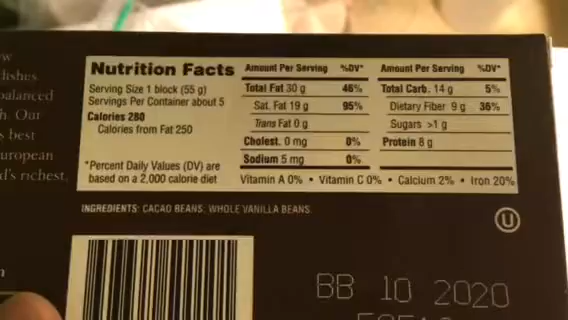 dishes
balanced
h. Our
s best
uropean
d's richest,
Nutrition Facts
Serving Size 1 block (55 g)
Servings Per Container about 5
Calories 280
Calories from Fat 250
*Percent Daily Values (DV) are
based on a 2,000 calorie diet
Amount Per Serving %DV*
Total Fat 30 g 46%
Sat. Fat 19 g 95%
Trans Fat 0 g
Cholest. 0 mg 0%
Sodium 5 mg 0%
Amount Per Serving %DV*
Total Carb. 14 g 5%
Dietary Fiber 9 g 36%
Sugars >1 g
Protein 8 g
Vitamin A 0% • Vitamin C 0% • Calcium 2% • Iron 20%
INGREDIENTS: CACAO BEANS, WHOLE VANILLA BEANS.
U
BB 10 2020